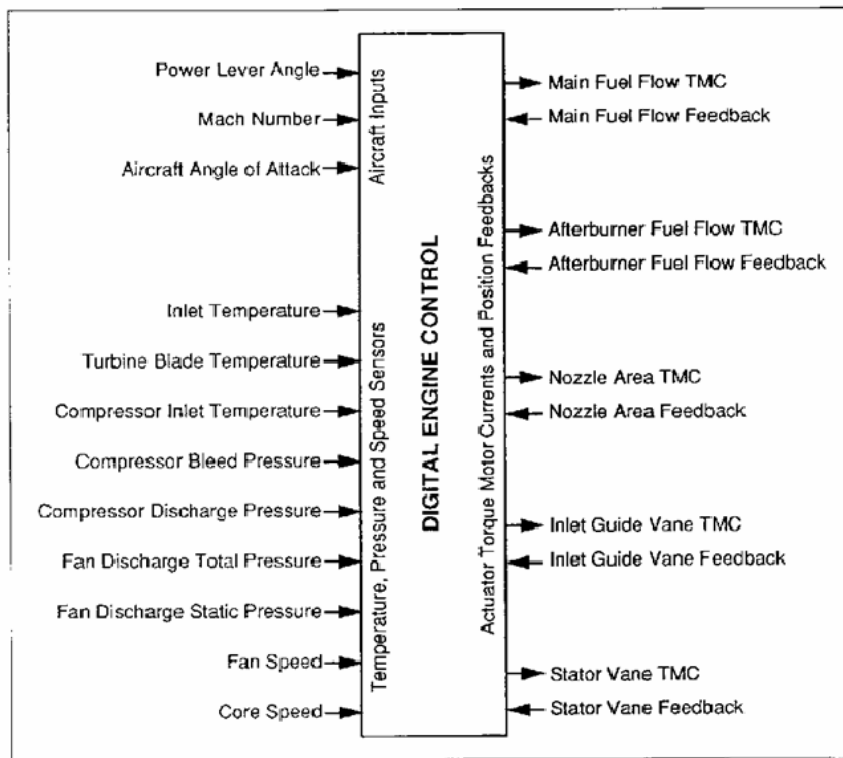 Power Lever Angle
Mach Number
Aircraft Angle of Attack
Inlet Temperature
Turbine Blade Temperature
Compressor Inlet Temperature
Compressor Bleed Pressure
Compressor Discharge Pressure
Fan Discharge Total Pressure
Fan Discharge Static Pressure
Fan Speed
Core Speed
Aircraft Inputs
Temperature, Pressure and Speed Sensors
DIGITAL ENGINE CONTROL
Actuator Torque Motor Currents and Position Feedbacks
Main Fuel Flow TMC
Main Fuel Flow Feedback
Afterburner Fuel Flow TMC
Afterburner Fuel Flow Feedback
Nozzle Area TMC
Nozzle Area Feedback
Inlet Guide Vane TMC
Inlet Guide Vane Feedback
Stator Vane TMC
Stator Vane Feedback